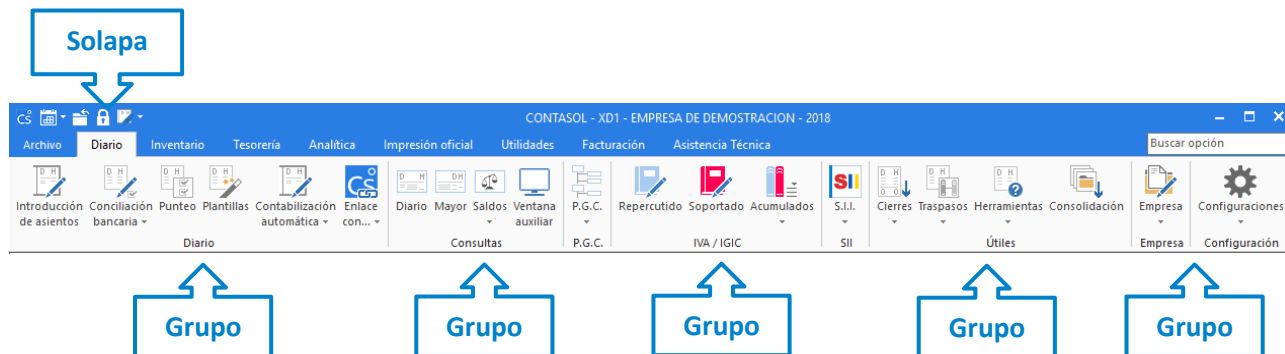 Solapa
CONTASOL - XD1 - EMPRESA DE DEMOSTRACION - 2018
Archivo Diario Inventario Tesorería Analítica Impresión oficial Utilidades Facturación Asistencia Técnica Buscar opción
Introducción de asientos
Conciliación bancaria
Punteo
Plantillas
Contabilización automática
Enlace con...
Diario
Mayor
Saldos
Ventana auxiliar
P.G.C.
Repercutido
Soportado
Acumulados
S.I.I.
Cierres
Traspasos
Herramientas
Consolidación
Empresa
Configuraciones
Diario Consultas P.G.C. IVA / IGIC SII Útiles Empresa Configuración
Grupo Grupo Grupo Grupo Grupo